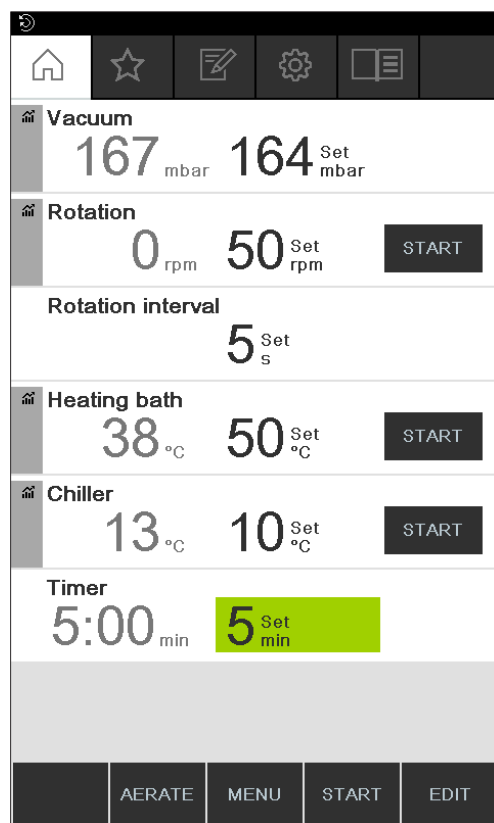 Vacuum
167 mbar 164 Set mbar
Rotation
0 rpm 50 Set rpm START
Rotation interval
5 Set s
Heating bath
38 °C 50 Set °C START
Chiller
13 °C 10 Set °C START
Timer
5:00 min 5 Set min
AERATE MENU START EDIT